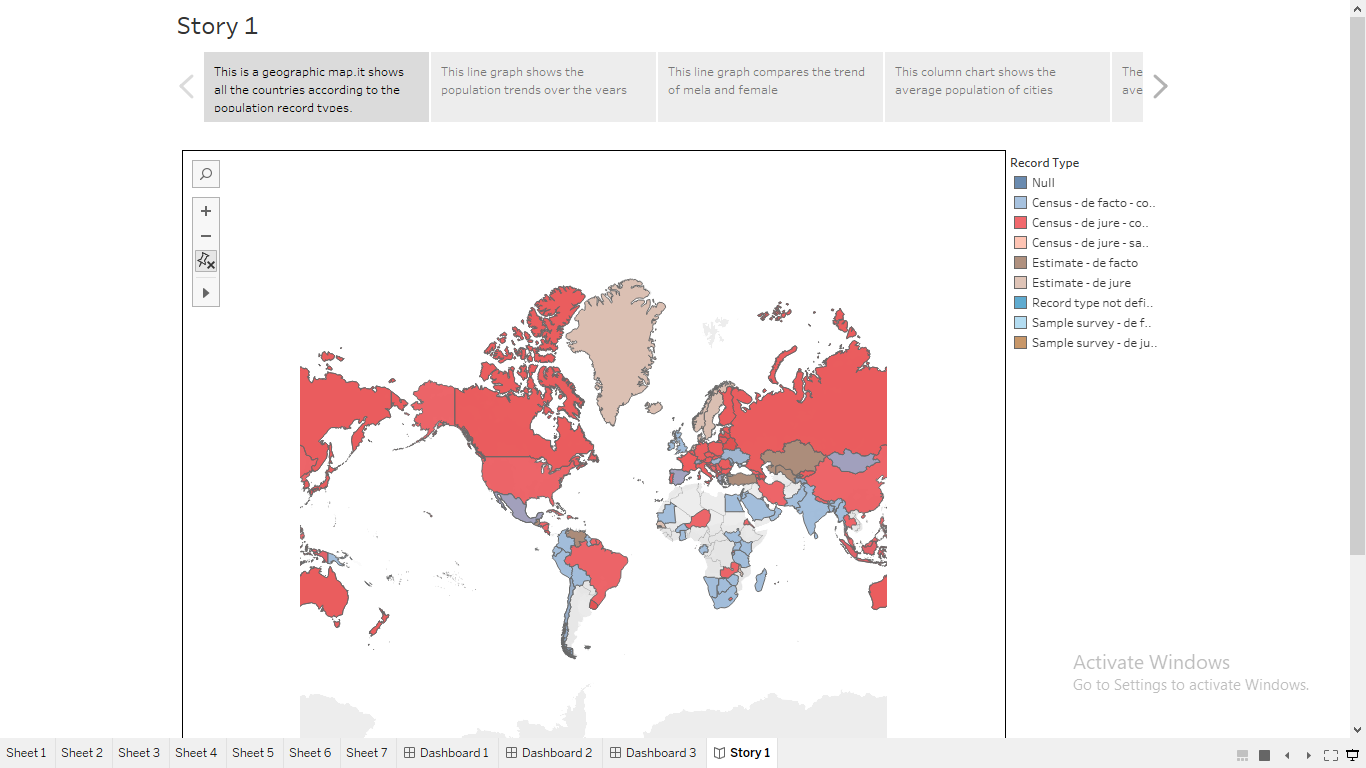 Story 1
This is a geographic map.it shows
all the countries according to the
population record types.
This line graph shows the
population trends over the years
This line graph compares the trend
of mela and female
This column chart shows the
average population of cities
The
ave
Record Type
Null
Census - de facto - co..
Census - de jure - co..
Census - de jure - sa..
Estimate - de facto
Estimate - de jure
Record type not defi..
Sample survey - de f..
Sample survey - de ju..
Activate Windows
Go to Settings to activate Windows.
Sheet 1 Sheet 2 Sheet 3 Sheet 4 Sheet 5 Sheet 6 Sheet 7 Dashboard 1 Dashboard 2 Dashboard 3 Story 1